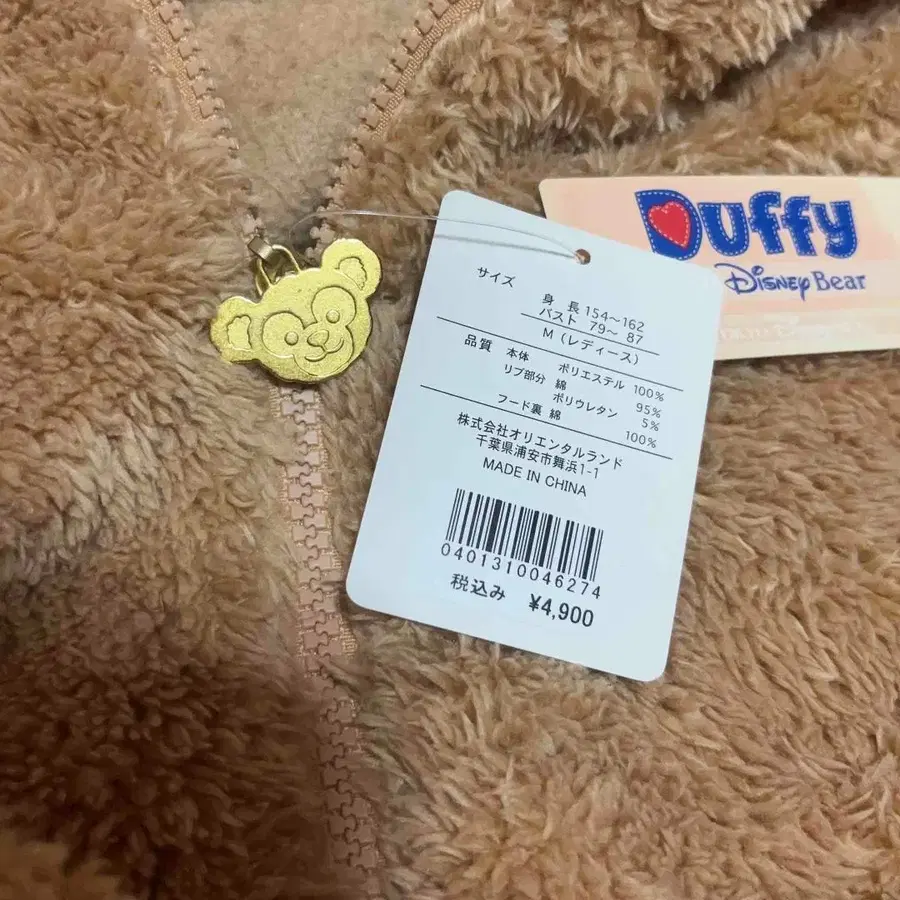 Duffy
Disney Bear
サイズ
身 長 154〜162
バスト 79〜 87
M (レディース)
品質 本体 ポリエステル 100%
リブ部分 綿 95%
ポリウレタン 5%
フード裏 綿 100%
株式会社オリエンタルランド
千葉県浦安市舞浜1-1
MADE IN CHINA
0401310046274
税込み ¥4,900